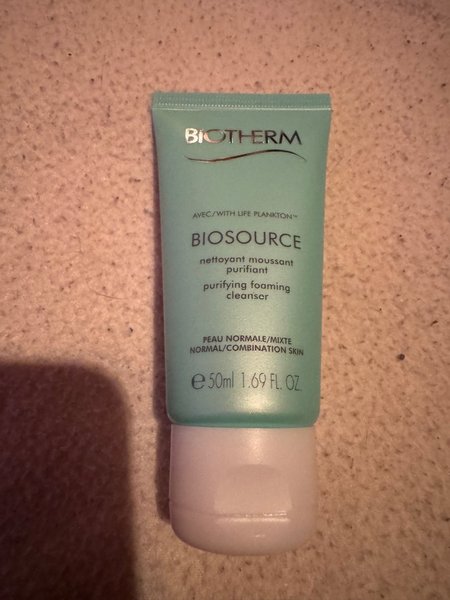 BIOTHERM
AVEC/WITH LIFE PLANKTON™
BIOSOURCE
nettoyant moussant
purifiant
purifying foaming
cleanser
PEAU NORMALE/MIXTE
NORMAL/COMBINATION SKIN
℮ 50ml 1.69 FL. OZ.